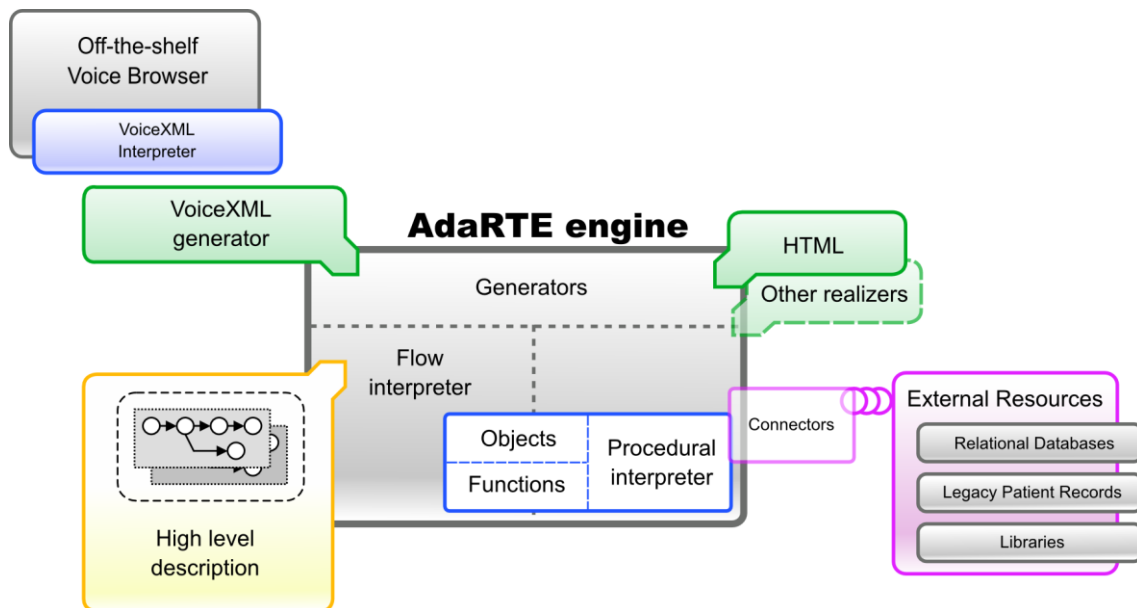 Off-the-shelf
Voice Browser
VoiceXML
Interpreter
VoiceXML
generator
AdaRTE engine
HTML
Generators
Other realizers
Flow
interpreter
High level
description
Objects
Functions
Procedural
interpreter
Connectors
External Resources
Relational Databases
Legacy Patient Records
Libraries